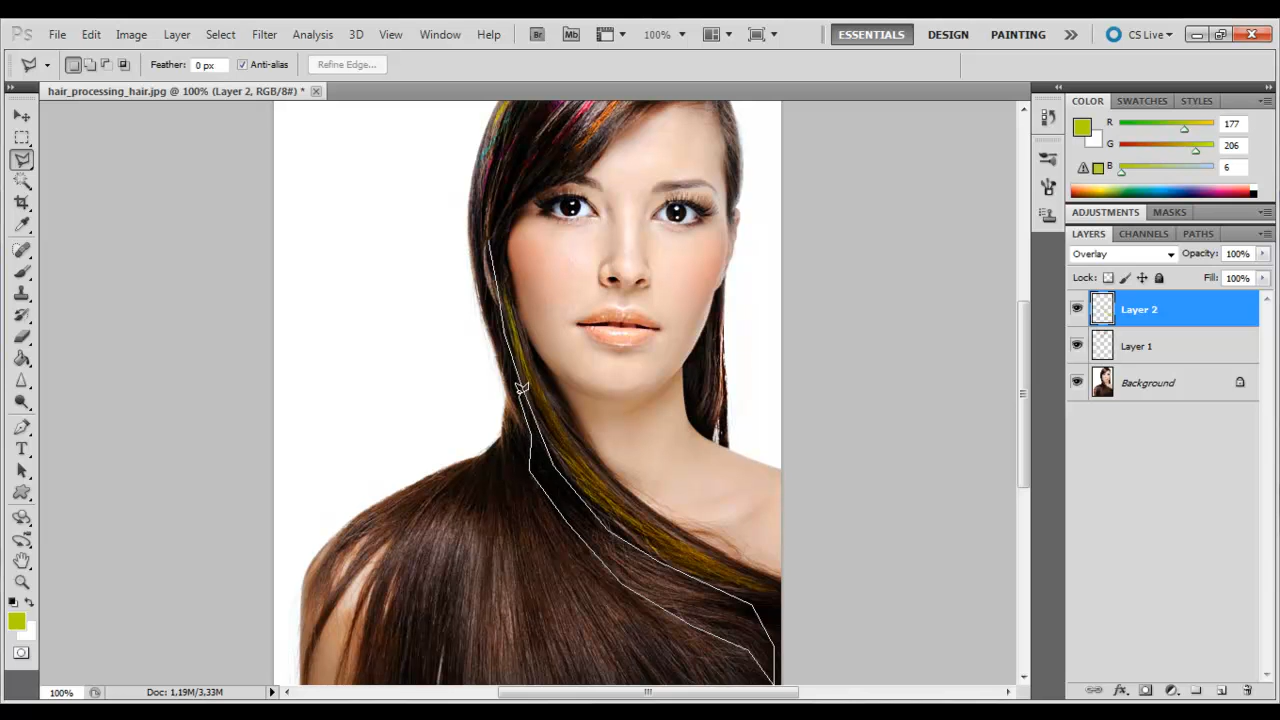 Ps File Edit Image Layer Select Filter Analysis 3D View Window Help Br Mb 100% ESSENTIALS DESIGN PAINTING CS Live
Feather: 0 px Anti-alias Refine Edge...
hair_processing_hair.jpg @ 100% (Layer 2, RGB/8#) *
COLOR SWATCHES STYLES
R 177
G 206
B 6
ADJUSTMENTS MASKS
LAYERS CHANNELS PATHS
Overlay Opacity: 100%
Lock: Fill: 100%
Layer 2
Layer 1
Background
T
100% Doc: 1,19M/3,33M
fx